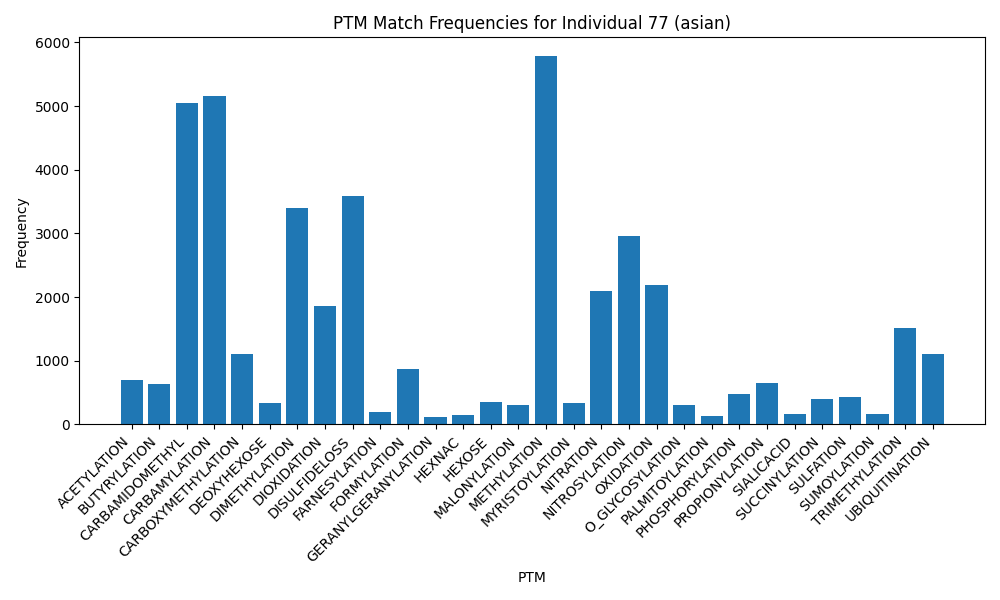 PTM Match Frequencies for Individual 77 (asian)
Frequency
6000
5000
4000
3000
2000
1000
0
ACETYLATION
BUTYRYLATION
CARBAMIDOMETHYL
CARBAMYLATION
CARBOXYMETHYLATION
DEOXYHEXOSE
DIMETHYLATION
DIOXIDATION
DISULFIDELOSS
FARNESYLATION
FORMYLATION
GERANYLGERANYLATION
HEXNAC
HEXOSE
MALONYLATION
METHYLATION
MYRISTOYLATION
NITRATION
NITROSYLATION
OXIDATION
O_GLYCOSYLATION
PALMITOYLATION
PHOSPHORYLATION
PROPIONYLATION
SIALICACID
SUCCINYLATION
SULFATION
SUMOYLATION
TRIMETHYLATION
UBIQUITINATION
PTM